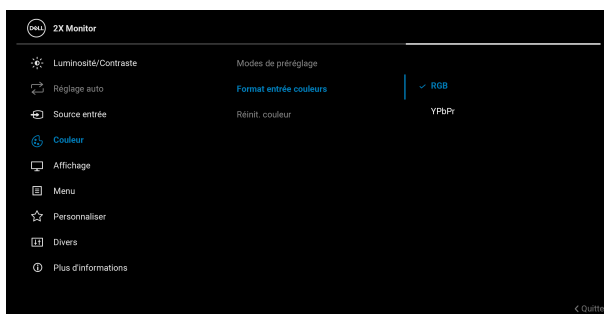 DELL
2X Monitor
Luminosité/Contraste
Réglage auto
Source entrée
Couleur
Affichage
Menu
Personnaliser
Divers
Plus d'informations
Modes de préréglage
Format entrée couleurs
Réinit. couleur
RGB
YPbPr
Quitte